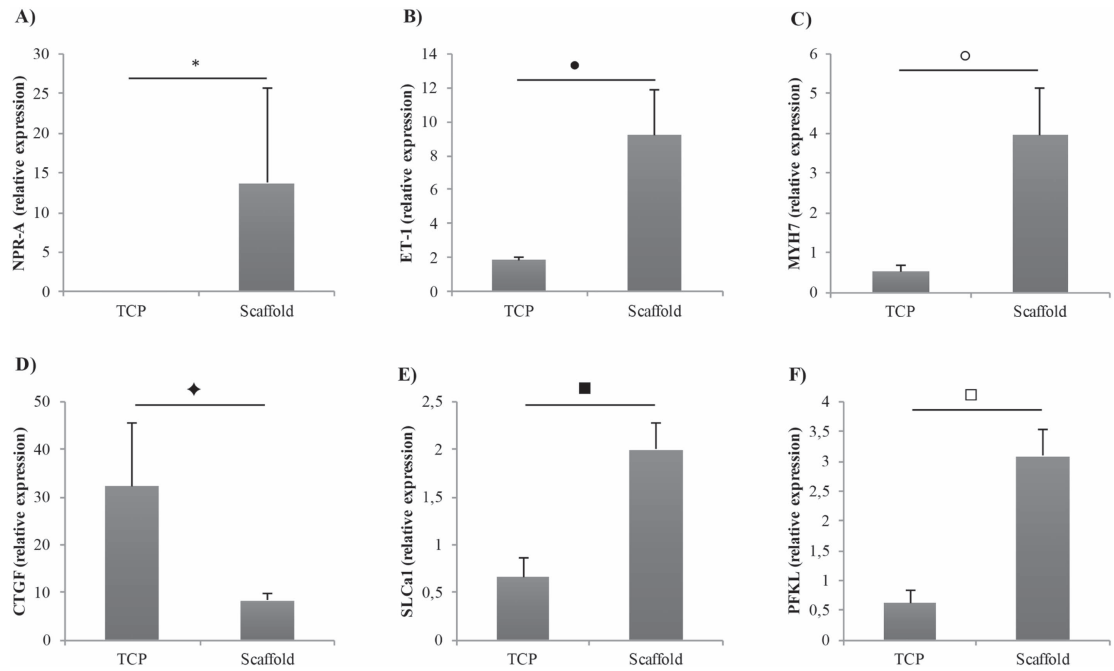 A)
NPR-A (relative expression)
30
25
20
15
10
5
0
*
TCP Scaffold
B)
ET-1 (relative expression)
14
12
10
8
6
4
2
0
●
TCP Scaffold
C)
MYH7 (relative expression)
6
5
4
3
2
1
0
○
TCP Scaffold
D)
CTGF (relative expression)
50
40
30
20
10
0
✦
TCP Scaffold
E)
SLCa1 (relative expression)
2,5
2
1,5
1
0,5
0
■
TCP Scaffold
F)
PFKL (relative expression)
4
3,5
3
2,5
2
1,5
1
0,5
0
□
TCP Scaffold